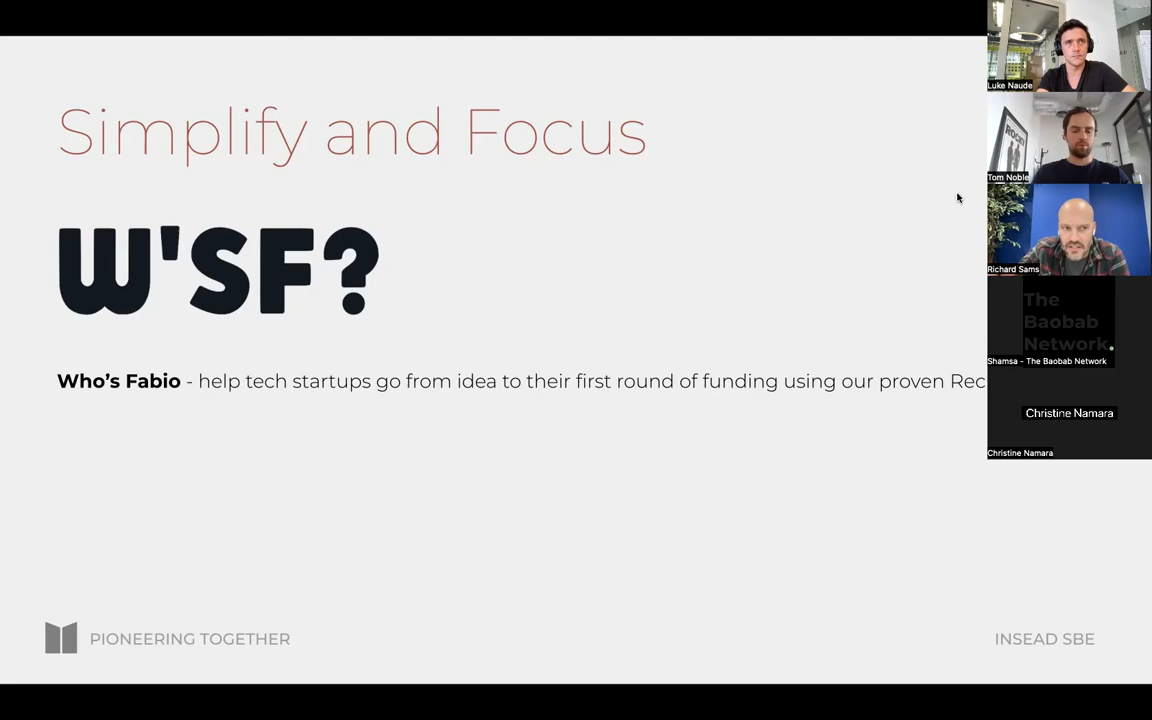 Simplify and Focus
W'SF?
Who's Fabio - help tech startups go from idea to their first round of funding using our proven Rec
PIONEERING TOGETHER
INSEAD SBE
Luke Naude
ROCKY
Tom Noble
Richard Sams
The
Baobab
Network.
Shamsa - The Baobab Network
Christine Namara
Christine Namara